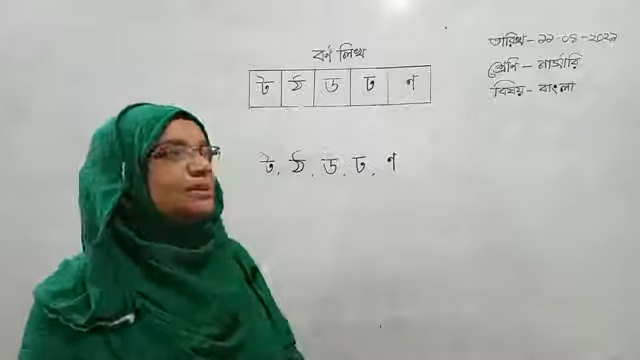 বর্ণ লিখ
ট ঠ ড ঢ ণ
ট, ঠ, ড, ঢ, ণ
তারিখ-
শ্রেণি - নার্সারি
বিষয় - বাংলা